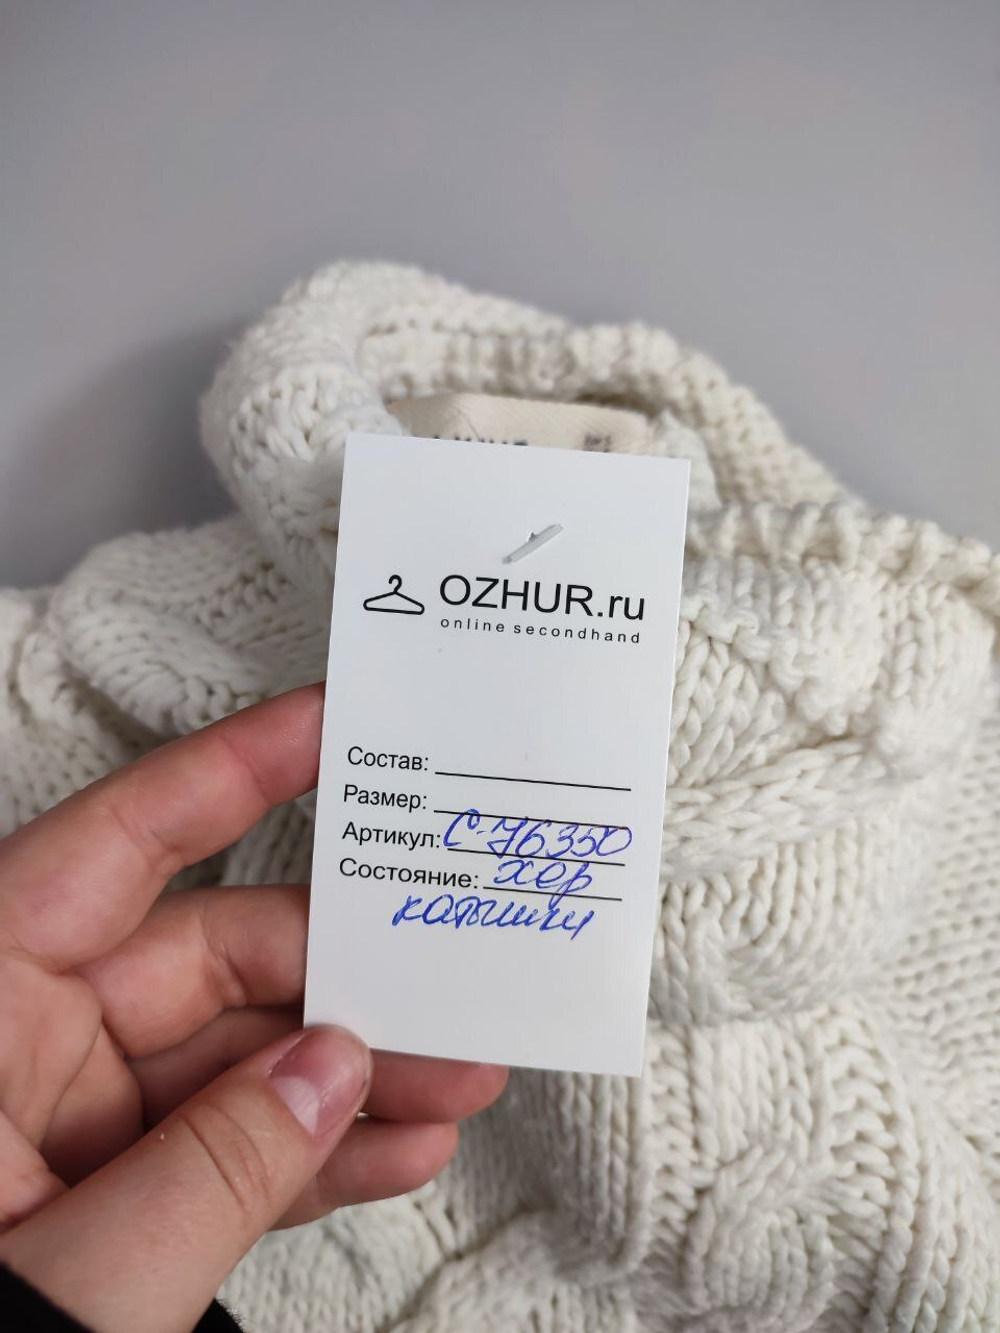 OZHUR.ru
online secondhand
Состав:
Размер:
Артикул: С-76350
Состояние: хор
катышки